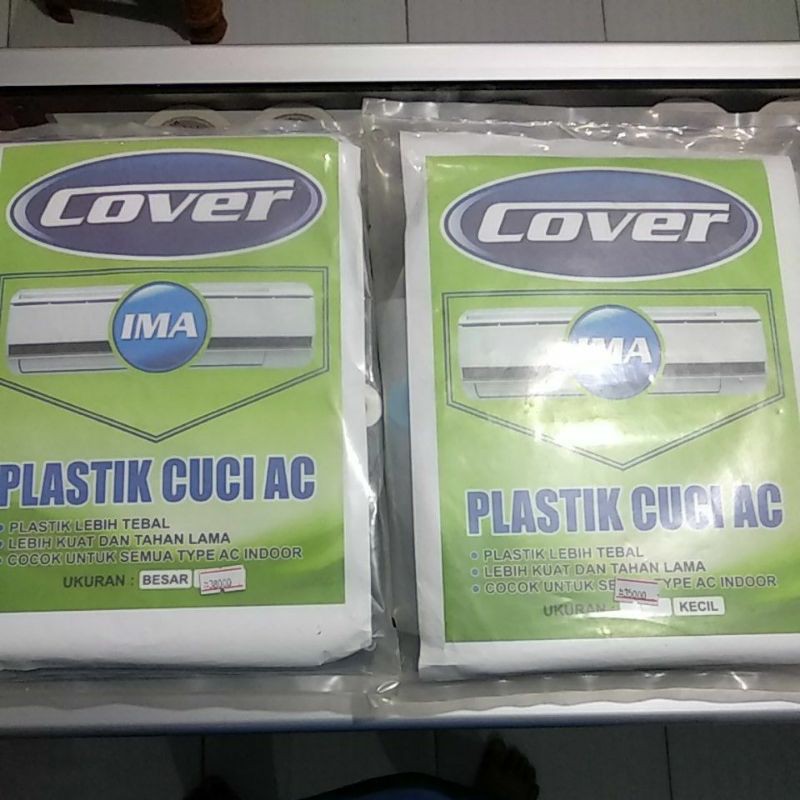 Cover
IMA
PLASTIK CUCI AC
• PLASTIK LEBIH TEBAL
• LEBIH KUAT DAN TAHAN LAMA
• COCOK UNTUK SEMUA TYPE AC INDOOR
UKURAN : BESAR
Cover
IMA
PLASTIK CUCI AC
• PLASTIK LEBIH TEBAL
• LEBIH KUAT DAN TAHAN LAMA
• COCOK UNTUK TYPE AC INDOOR
UKURAN : KECIL